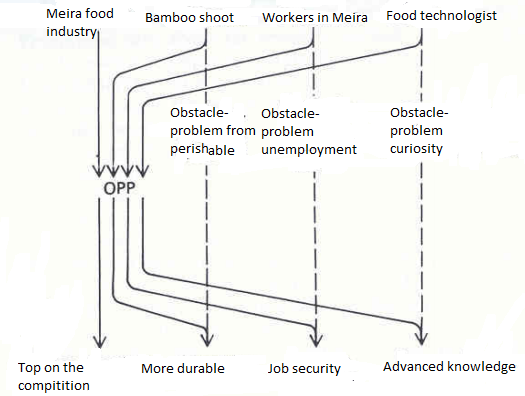 Meira food
industry
Bamboo shoot
Workers in Meira
Food technologist
Obstacle-
problem from
perishable
Obstacle-
problem
unemployment
Obstacle-
problem
curiosity
OPP
Top on the
compitition
More durable
Job security
Advanced knowledge